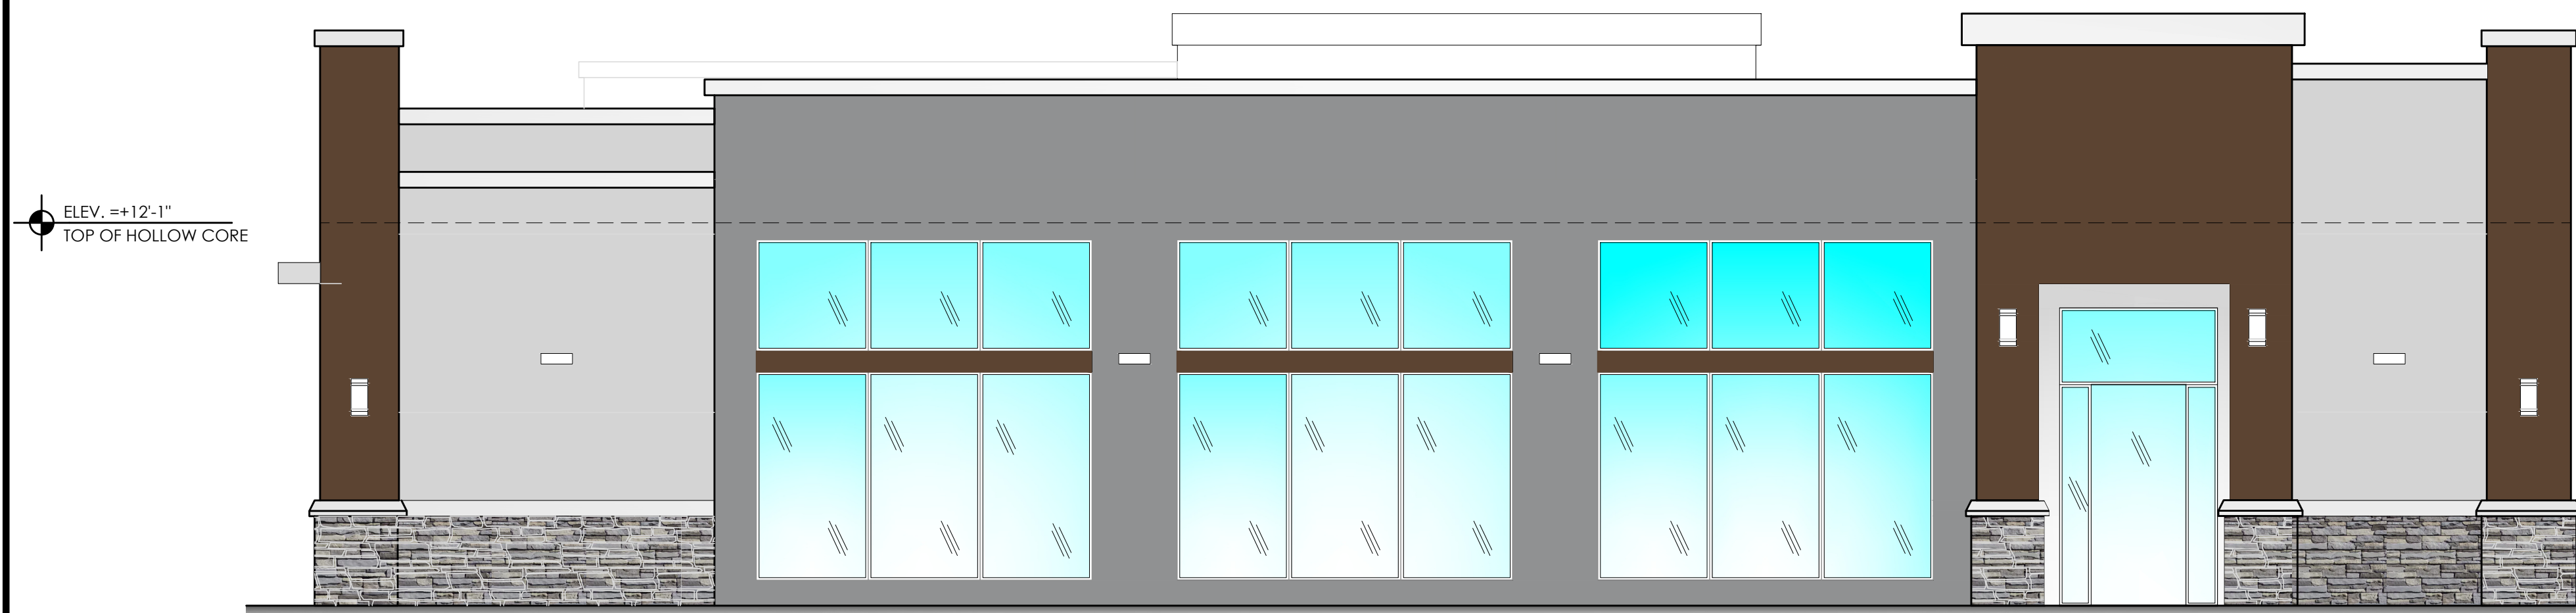 ELEV. =+12'-1"
TOP OF HOLLOW CORE